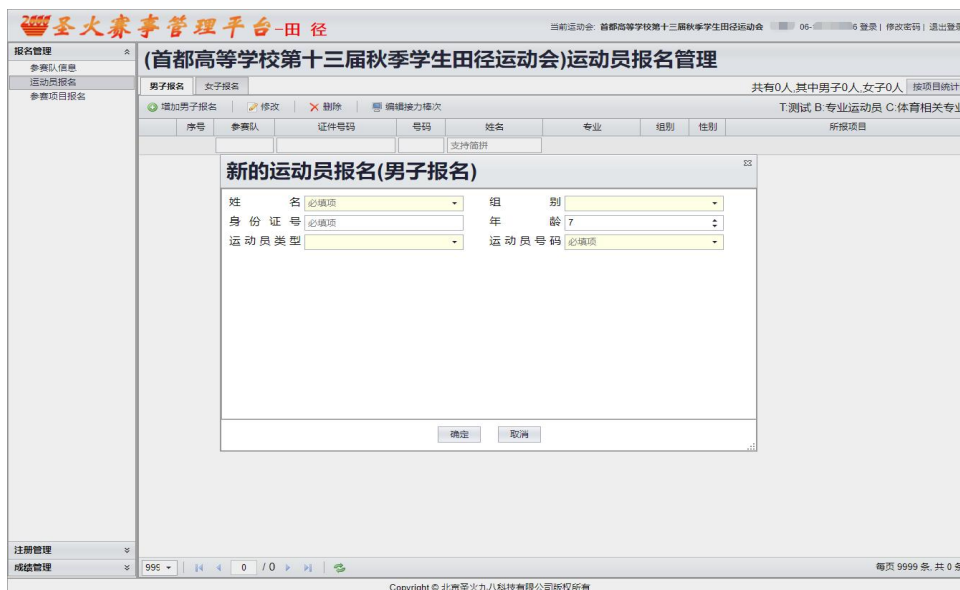 圣火赛事管理平台-田 径
当前运动会: 首都高等学校第十三届秋季学生田径运动会 06- 6 登录 | 修改密码 | 退出登录
报名管理
参赛队信息
运动员报名
参赛项目报名
(首都高等学校第十三届秋季学生田径运动会)运动员报名管理
男子报名 女子报名 共有0人,其中男子0人,女子0人 按项目统计
增加男子报名 修改 删除 编辑接力棒次 T:测试 B:专业运动员 C:体育相关专业
序号 参赛队 证件号码 号码 姓名 专业 组别 性别 所报项目
支持简拼
新的运动员报名(男子报名)
姓 名 必填项 组 别
身 份 证 号 必填项 年 龄 7
运动员类型 运动员号码 必填项
确定 取消
注册管理
成绩管理
999 0 / 0 每页 9999 条, 共 0 条
Copyright © 北京圣火九八科技有限公司版权所有